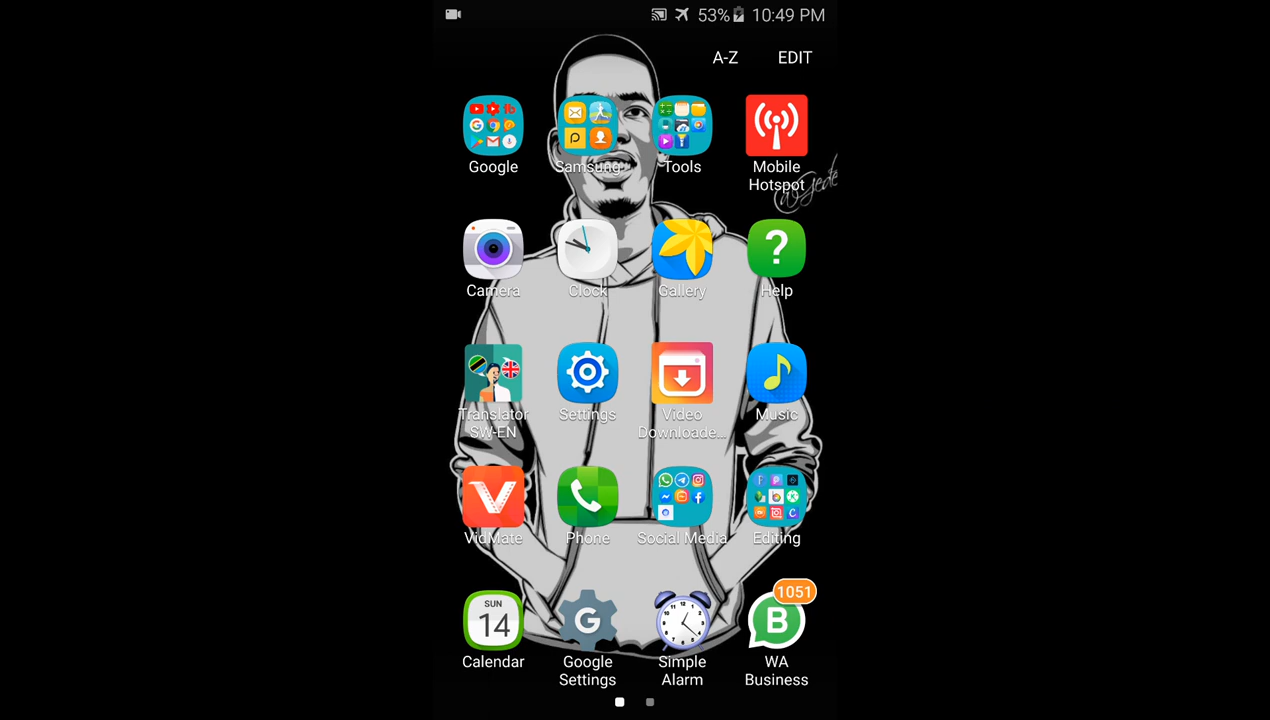 53% 10:49 PM
A-Z EDIT
Google Samsung Tools Mobile Hotspot
Camera Clock Gallery Help
Translator SW-EN Settings Video Downloade... Music
VidMate Phone Social Media Editing
1051
SUN
14
G
B
Calendar Google Settings Simple Alarm WA Business